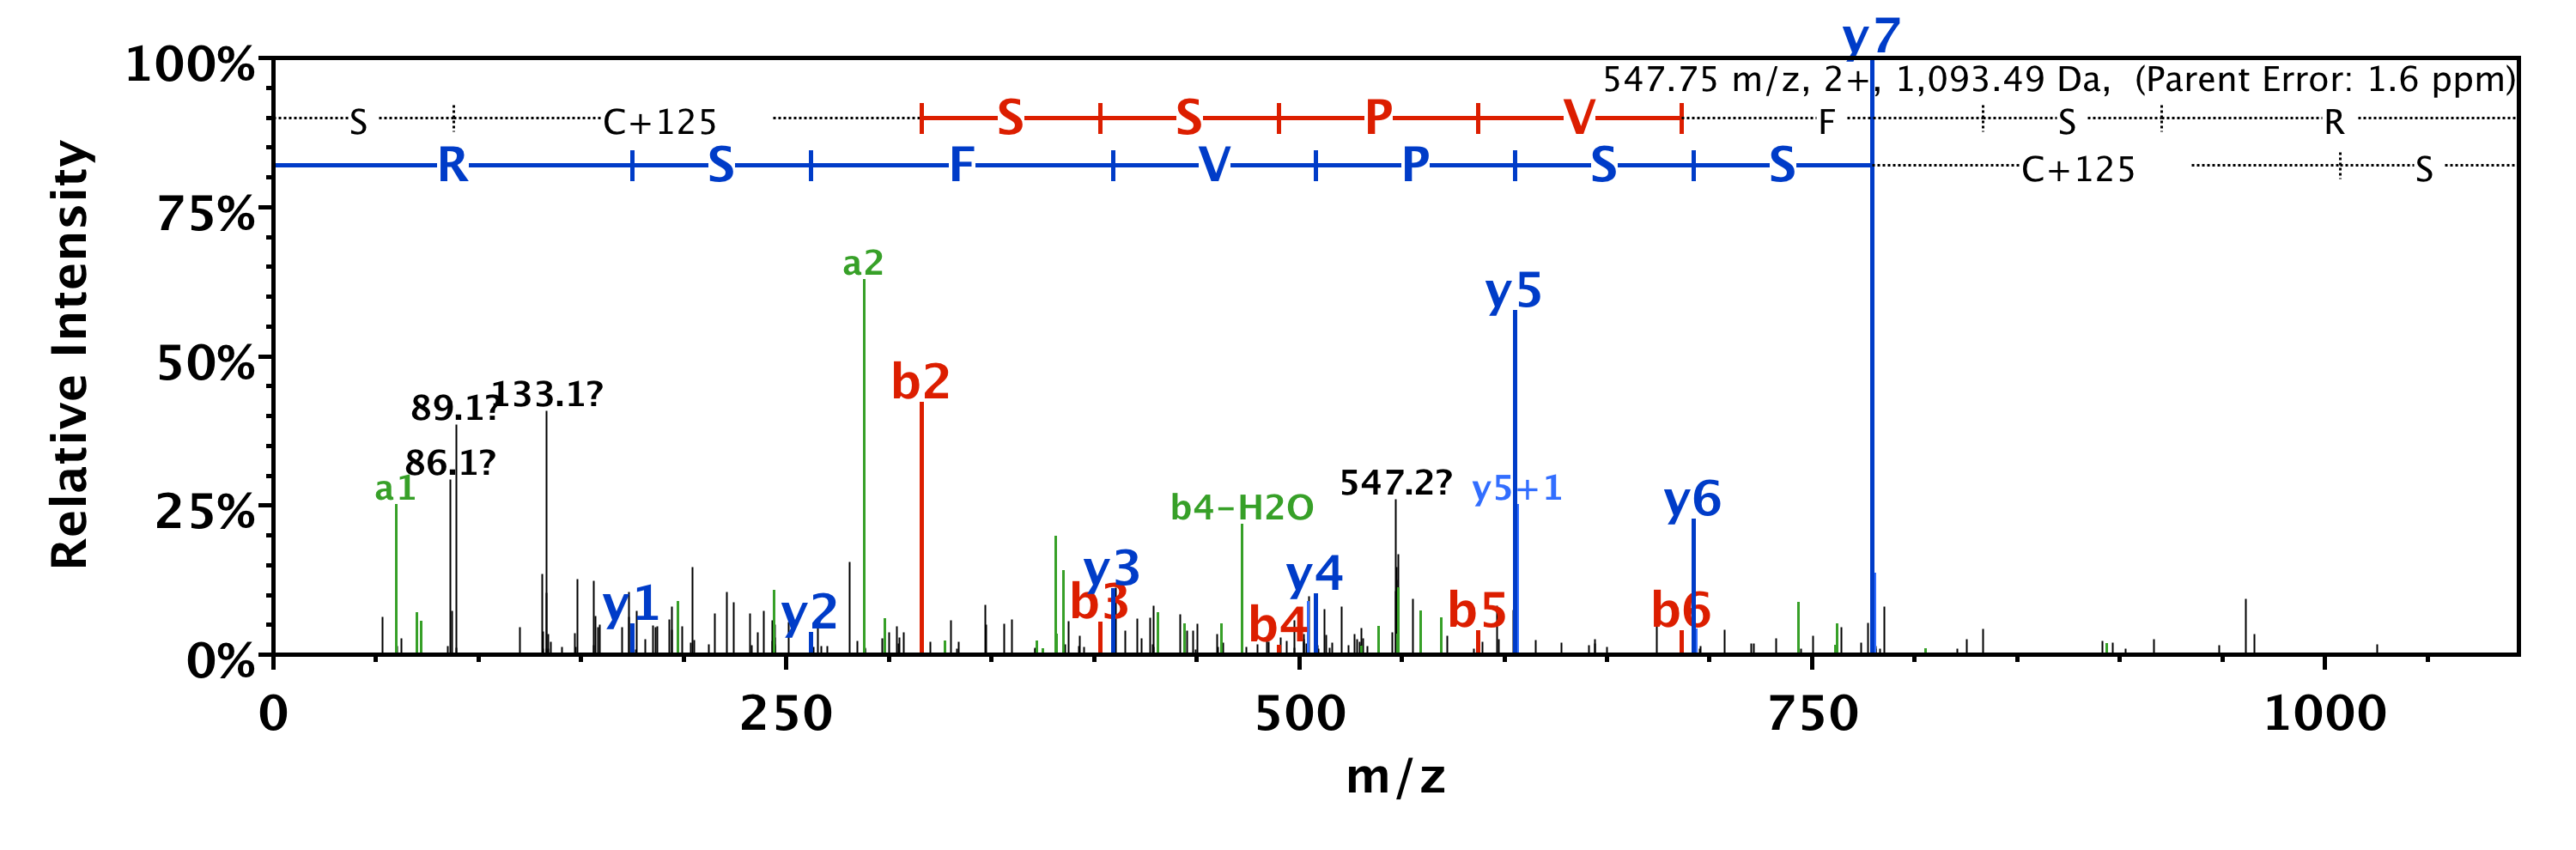 y7
100%
547.75 m/z, 2+, 1,093.49 Da, (Parent Error: 1.6 ppm)
S C+125 S S P V F S R
R S F V P S S C+125 S
75%
a2
y5
50%
b2
133.1?
89.1?
86.1?
547.2?
a1
y5+1
25%
b4-H2O
y6
y3
y4
b3
y1
y2
b5
b6
b4
0%
0 250 500 750 1000
m/z
Relative Intensity